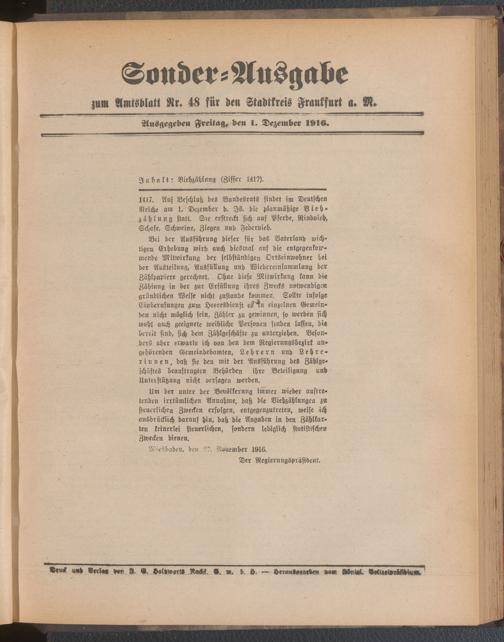 Sonder-Ausgabe
zum Amtsblatt Nr. 48 für den Stadtkreis Frankfurt a. M.
Ausgegeben Freitag, den 1. Dezember 1916.
Inhalt: Viehzählung (Ziffer 1417).
1417. Auf Beschluß des Bundesrats findet im Deutschen
Reiche am 1. Dezember d. Js. die planmäßige Vieh-
zählung statt. Sie erstreckt sich auf Pferde, Rindvieh,
Schafe, Schweine, Ziegen und Federvieh.
Bei der Ausführung dieser für das Vaterland wich-
tigen Erhebung wird auch diesmal auf die entgegenkom-
mende Mitwirkung der selbständigen Ortseinwohner bei
der Austeilung, Ausfüllung und Wiedereinsammlung der
Zählpapiere gerechnet. Ohne diese Mitwirkung kann die
Zählung in der zur Erfüllung ihres Zwecks notwendigen
gründlichen Weise nicht zustande kommen. Sollte infolge
Einberufungen zum Heeresdienst es in einzelnen Gemein-
den nicht möglich sein, Zähler zu gewinnen, so werden sich
wohl auch geeignete weibliche Personen finden lassen, die
bereit sind, sich dem Zählgeschäfte zu unterziehen. Beson-
ders aber erwarte ich von den dem Regierungsbezirk an-
gehörenden Gemeindebeamten, Lehrern und Lehre-
rinnen, daß sie den mit der Ausführung des Zählge-
schäftes beauftragten Behörden ihre Beteiligung und
Unterstützung nicht versagen werden.
Um der unter der Bevölkerung immer wieder auftre-
tenden irrtümlichen Annahme, daß die Viehzählungen zu
steuerlichen Zwecken erfolgen, entgegenzutreten, weise ich
ausdrücklich darauf hin, daß die Angaben in den Zählkar-
ten keinerlei steuerlichen, sondern lediglich statistischen
Zwecken dienen.
Wiesbaden, den 27. November 1916.
Der Regierungspräsident.
Druck und Verlag von J. G. Holzwarts Nachf. G. m. b. H. — Herausgegeben vom Königl. Polizeipräsidium.